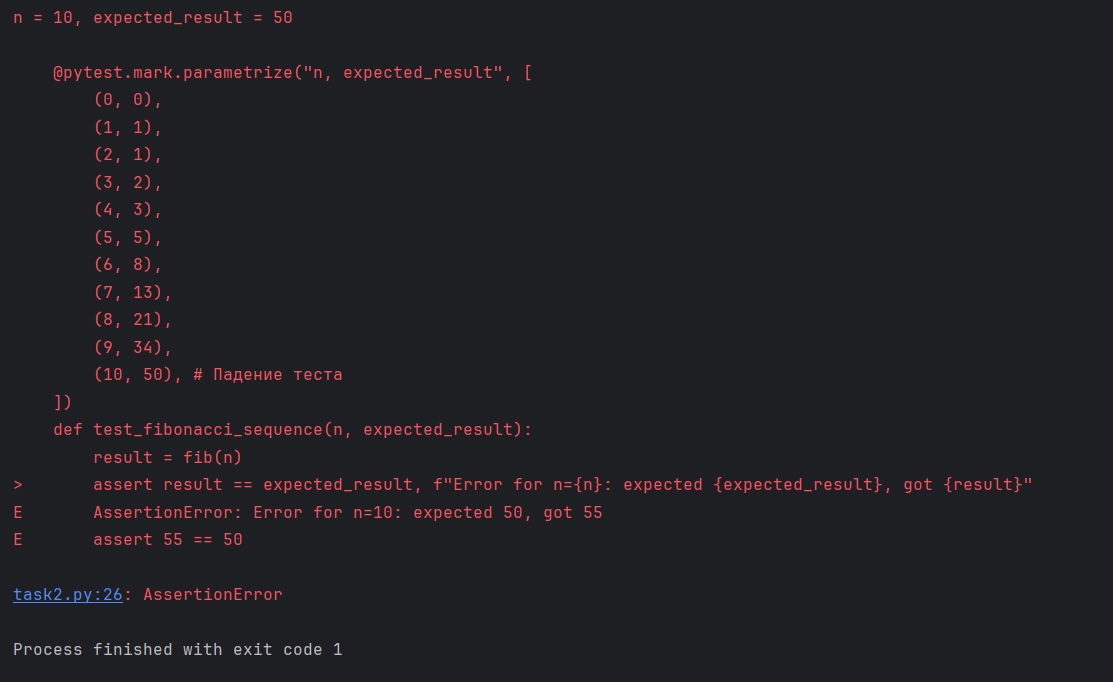 n = 10, expected_result = 50
    @pytest.mark.parametrize("n, expected_result", [
        (0, 0),
        (1, 1),
        (2, 1),
        (3, 2),
        (4, 3),
        (5, 5),
        (6, 8),
        (7, 13),
        (8, 21),
        (9, 34),
        (10, 50), # Падение теста
    ])
    def test_fibonacci_sequence(n, expected_result):
        result = fib(n)
>       assert result == expected_result, f"Error for n={n}: expected {expected_result}, got {result}"
E       AssertionError: Error for n=10: expected 50, got 55
E       assert 55 == 50
task2.py:26: AssertionError
Process finished with exit code 1